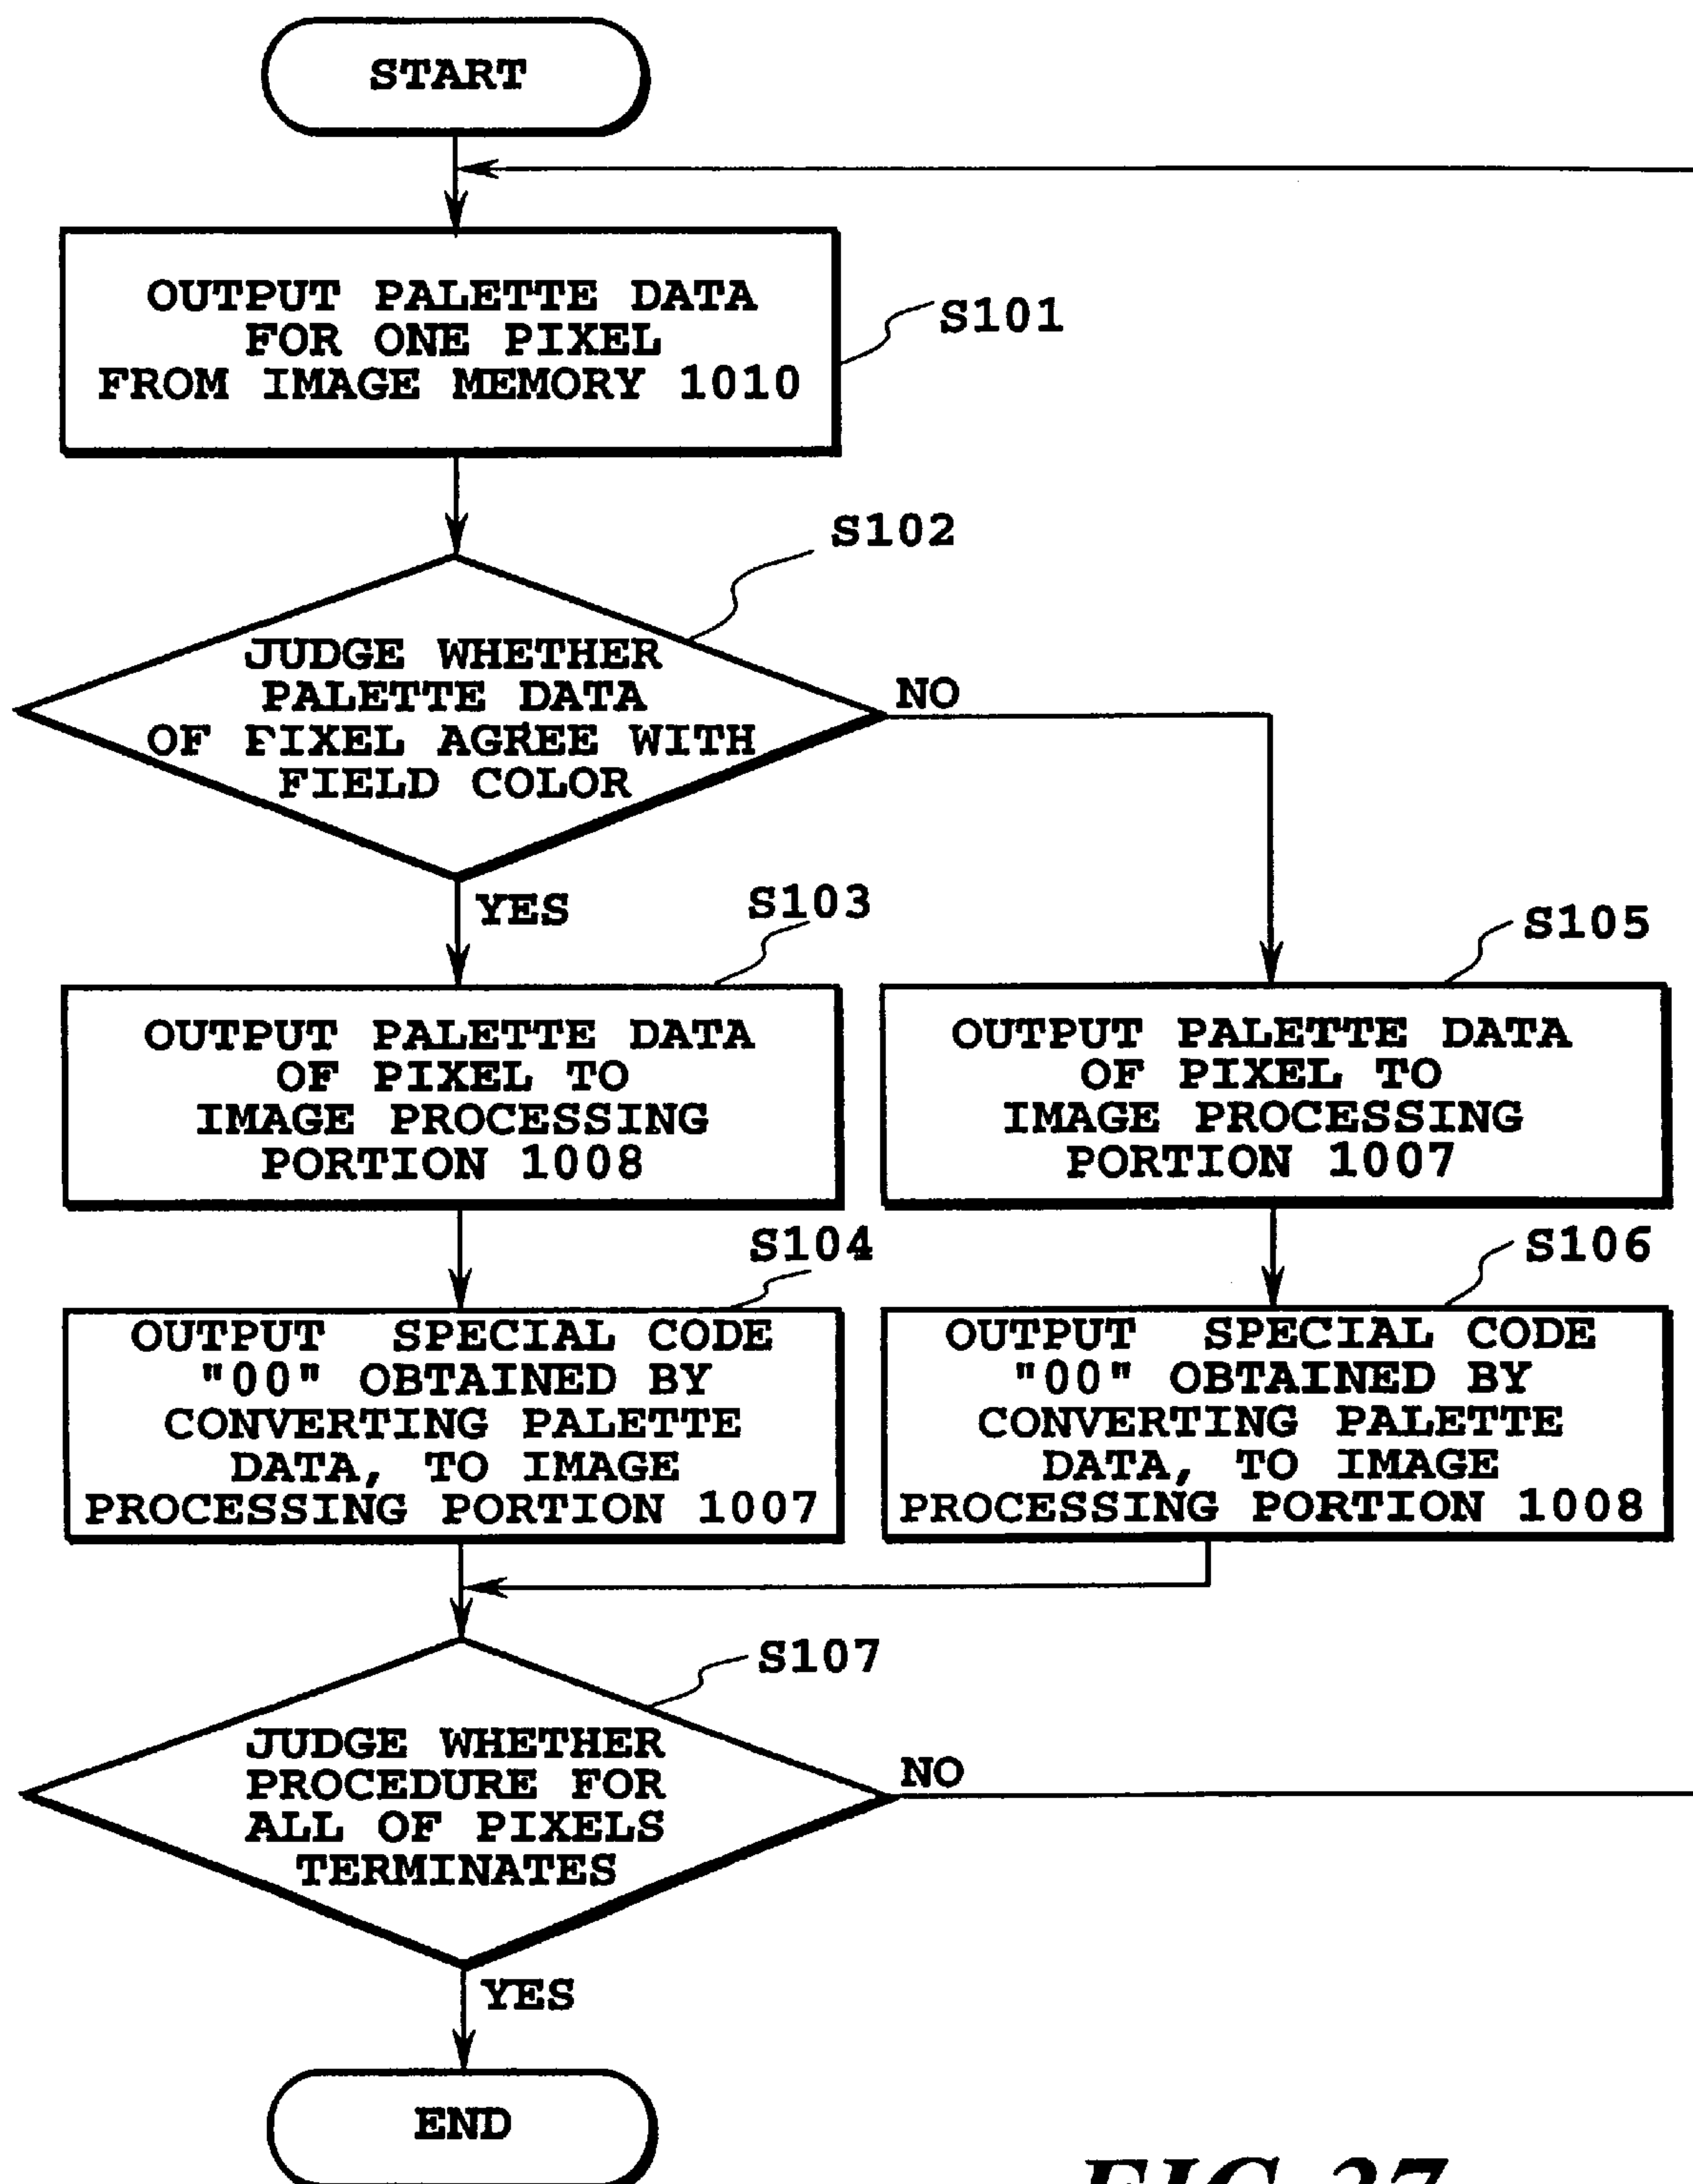 START
OUTPUT PALETTE DATA
FOR ONE PIXEL
FROM IMAGE MEMORY 1010
S101
S102
JUDGE WHETHER
PALETTE DATA
OF PIXEL AGREE WITH
FIELD COLOR
NO
YES
S103
OUTPUT PALETTE DATA
OF PIXEL TO
IMAGE PROCESSING
PORTION 1008
S105
OUTPUT PALETTE DATA
OF PIXEL TO
IMAGE PROCESSING
PORTION 1007
S104
OUTPUT SPECIAL CODE
"00" OBTAINED BY
CONVERTING PALETTE
DATA, TO IMAGE
PROCESSING PORTION 1007
S106
OUTPUT SPECIAL CODE
"00" OBTAINED BY
CONVERTING PALETTE
DATA, TO IMAGE
PROCESSING PORTION 1008
S107
JUDGE WHETHER
PROCEDURE FOR
ALL OF PIXELS
TERMINATES
NO
YES
END
FIG. 37